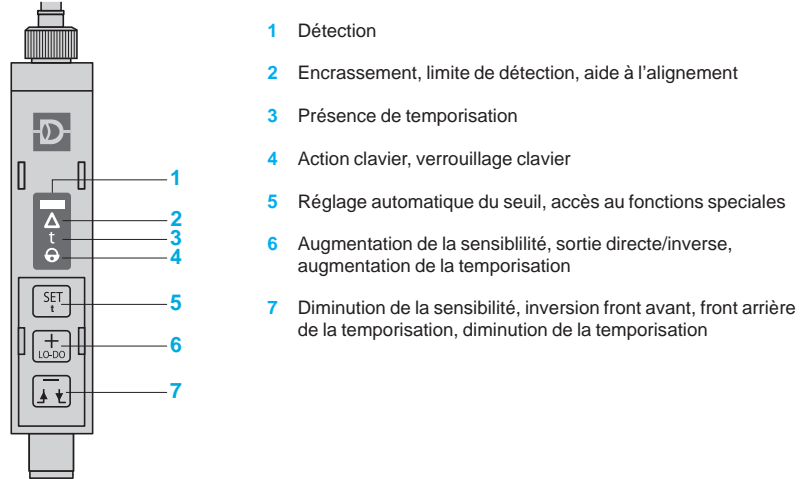 1 Détection
2 Encrassement, limite de détection, aide à l'alignement
3 Présence de temporisation
4 Action clavier, verrouillage clavier
5 Réglage automatique du seuil, accès au fonctions speciales
6 Augmentation de la sensiblilité, sortie directe/inverse,
augmentation de la temporisation
7 Diminution de la sensibilité, inversion front avant, front arrière
de la temporisation, diminution de la temporisation
1
2
t 3
4
SET
t
5
+
LO-DO
6
7